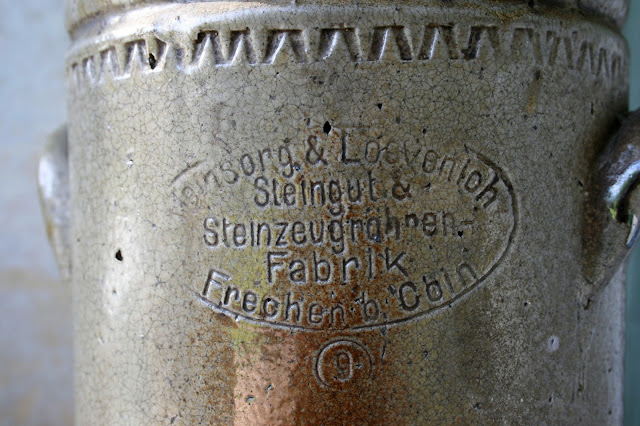 & Loevenich
Steingut &
Steinzeugröhren-
Fabrik
Frechen b. Cöln
9